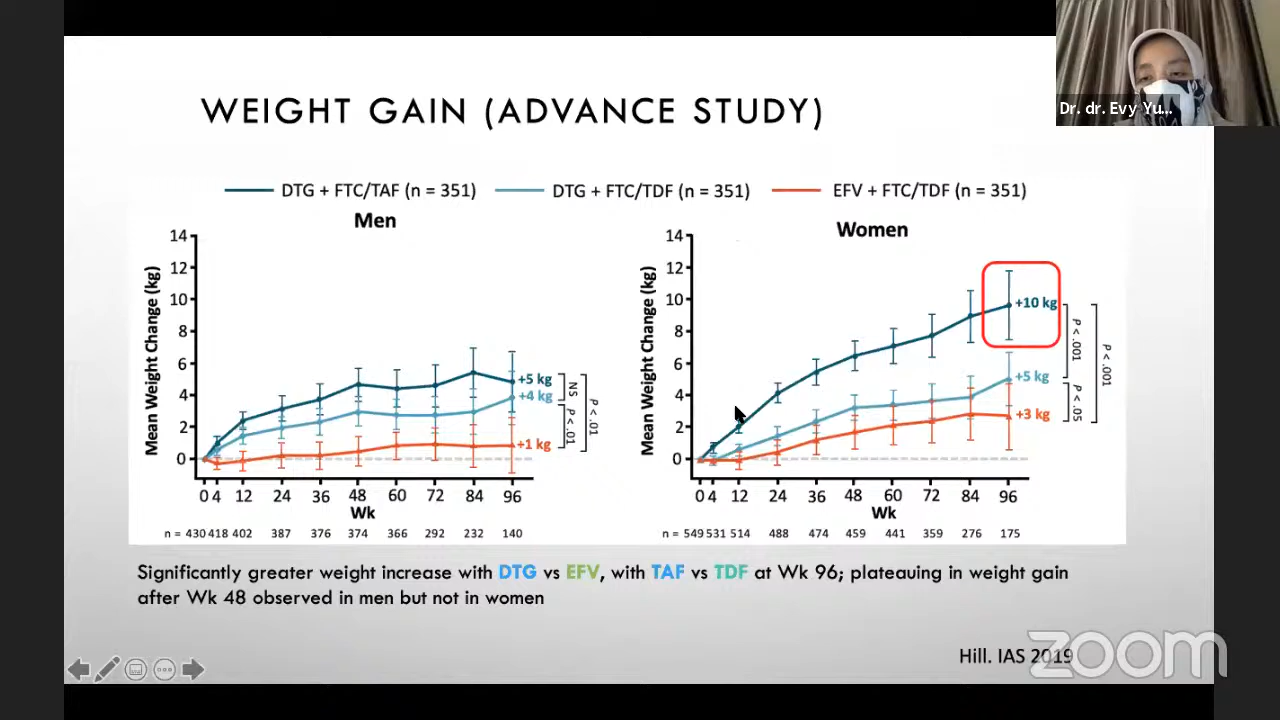 Dr. dr. Evy Yu...
WEIGHT GAIN (ADVANCE STUDY)
DTG + FTC/TAF (n = 351) DTG + FTC/TDF (n = 351) EFV + FTC/TDF (n = 351)
Men
Mean Weight Change (kg)
14
12
10
8
6
4
2
0
+5 kg
+4 kg
+1 kg
NS
P < .01
P < .01
0 4 12 24 36 48 60 72 84 96
Wk
n = 430 418 402 387 376 374 366 292 232 140
Women
Mean Weight Change (kg)
14
12
10
8
6
4
2
0
+10 kg
+5 kg
+3 kg
P < .001
P < .05
P < .001
0 4 12 24 36 48 60 72 84 96
Wk
n = 549 531 514 488 474 459 441 359 276 175
Significantly greater weight increase with DTG vs EFV, with TAF vs TDF at Wk 96; plateauing in weight gain
after Wk 48 observed in men but not in women
Hill. IAS 2019
zoom